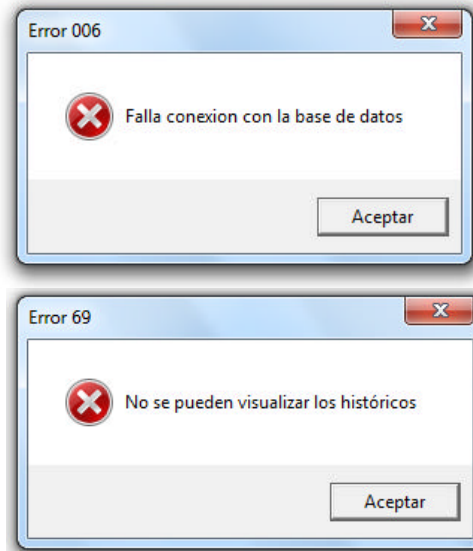 Error 006
Falla conexion con la base de datos
Aceptar
Error 69
No se pueden visualizar los históricos
Aceptar